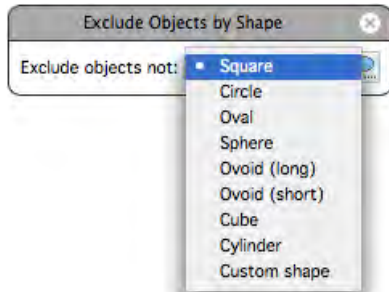 Exclude Objects by Shape
Exclude objects not:
Square
Circle
Oval
Sphere
Ovoid (long)
Ovoid (short)
Cube
Cylinder
Custom shape